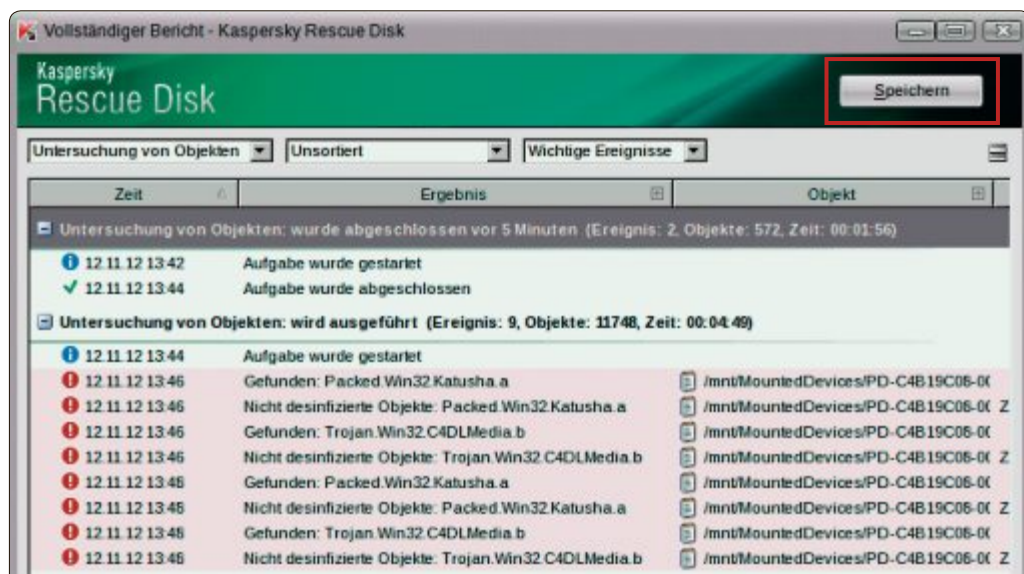 Vollständiger Bericht - Kaspersky Rescue Disk
Kaspersky
Rescue Disk
Speichern
Untersuchung von Objekten Unsortiert Wichtige Ereignisse
Zeit Ergebnis Objekt
Untersuchung von Objekten: wurde abgeschlossen vor 5 Minuten (Ereignis: 2, Objekte: 572, Zeit: 00:01:56)
12.11.12 13:42 Aufgabe wurde gestartet
12.11.12 13:44 Aufgabe wurde abgeschlossen
Untersuchung von Objekten: wird ausgeführt (Ereignis: 9, Objekte: 11748, Zeit: 00:04:49)
12.11.12 13:44 Aufgabe wurde gestartet
12.11.12 13:46 Gefunden: Packed.Win32.Katusha.a /mnt/MountedDevices/PD-C4B19C06-0
12.11.12 13:46 Nicht desinfizierte Objekte: Packed.Win32.Katusha.a /mnt/MountedDevices/PD-C4B19C06-0 Z
12.11.12 13:46 Gefunden: Trojan.Win32.C4DLMedia.b /mnt/MountedDevices/PD-C4B19C06-0
12.11.12 13:46 Nicht desinfizierte Objekte: Trojan.Win32.C4DLMedia.b /mnt/MountedDevices/PD-C4B19C06-0 Z
12.11.12 13:48 Gefunden: Packed.Win32.Katusha.a /mnt/MountedDevices/PD-C4B19C06-0
12.11.12 13:48 Nicht desinfizierte Objekte: Packed.Win32.Katusha.a /mnt/MountedDevices/PD-C4B19C06-0 Z
12.11.12 13:48 Gefunden: Trojan.Win32.C4DLMedia.b /mnt/MountedDevices/PD-C4B19C06-0
12.11.12 13:48 Nicht desinfizierte Objekte: Trojan.Win32.C4DLMedia.b /mnt/MountedDevices/PD-C4B19C06-0 Z